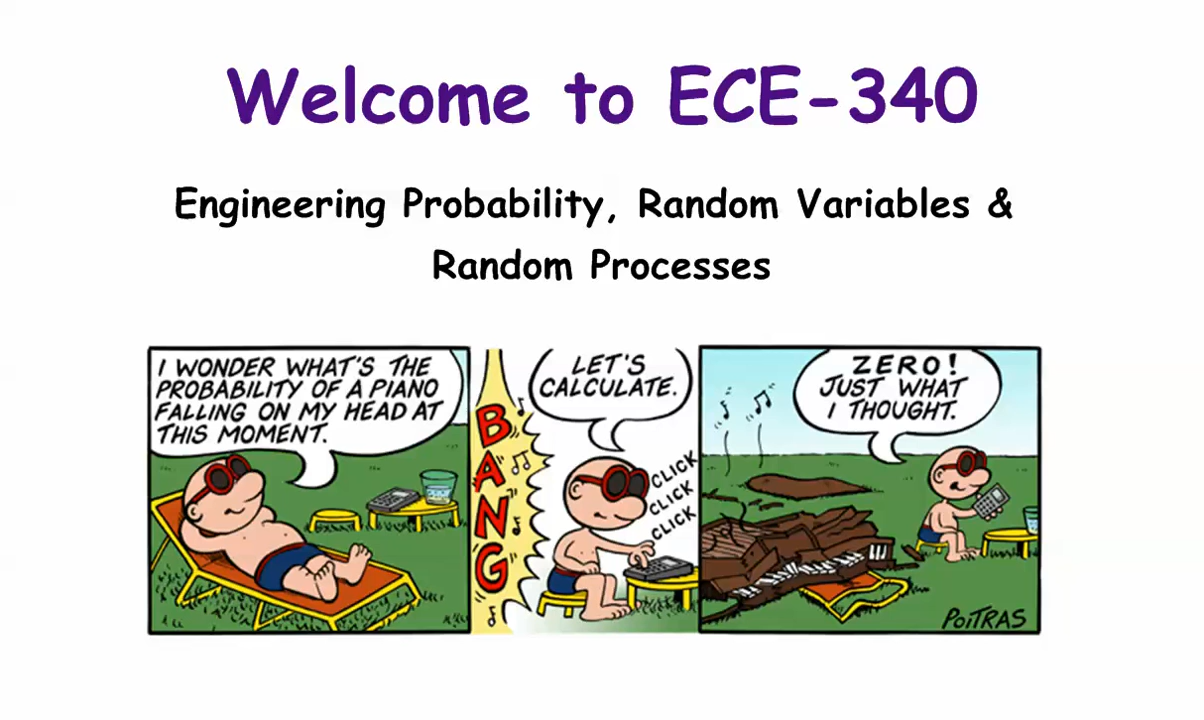 Welcome to ECE-340
Engineering Probability, Random Variables &
Random Processes
I WONDER WHAT'S THE
PROBABILITY OF A PIANO
FALLING ON MY HEAD AT
THIS MOMENT.
BANG
LET'S
CALCULATE.
CLICK
CLICK
CLICK
ZERO!
JUST WHAT
I THOUGHT.
POiTRAS